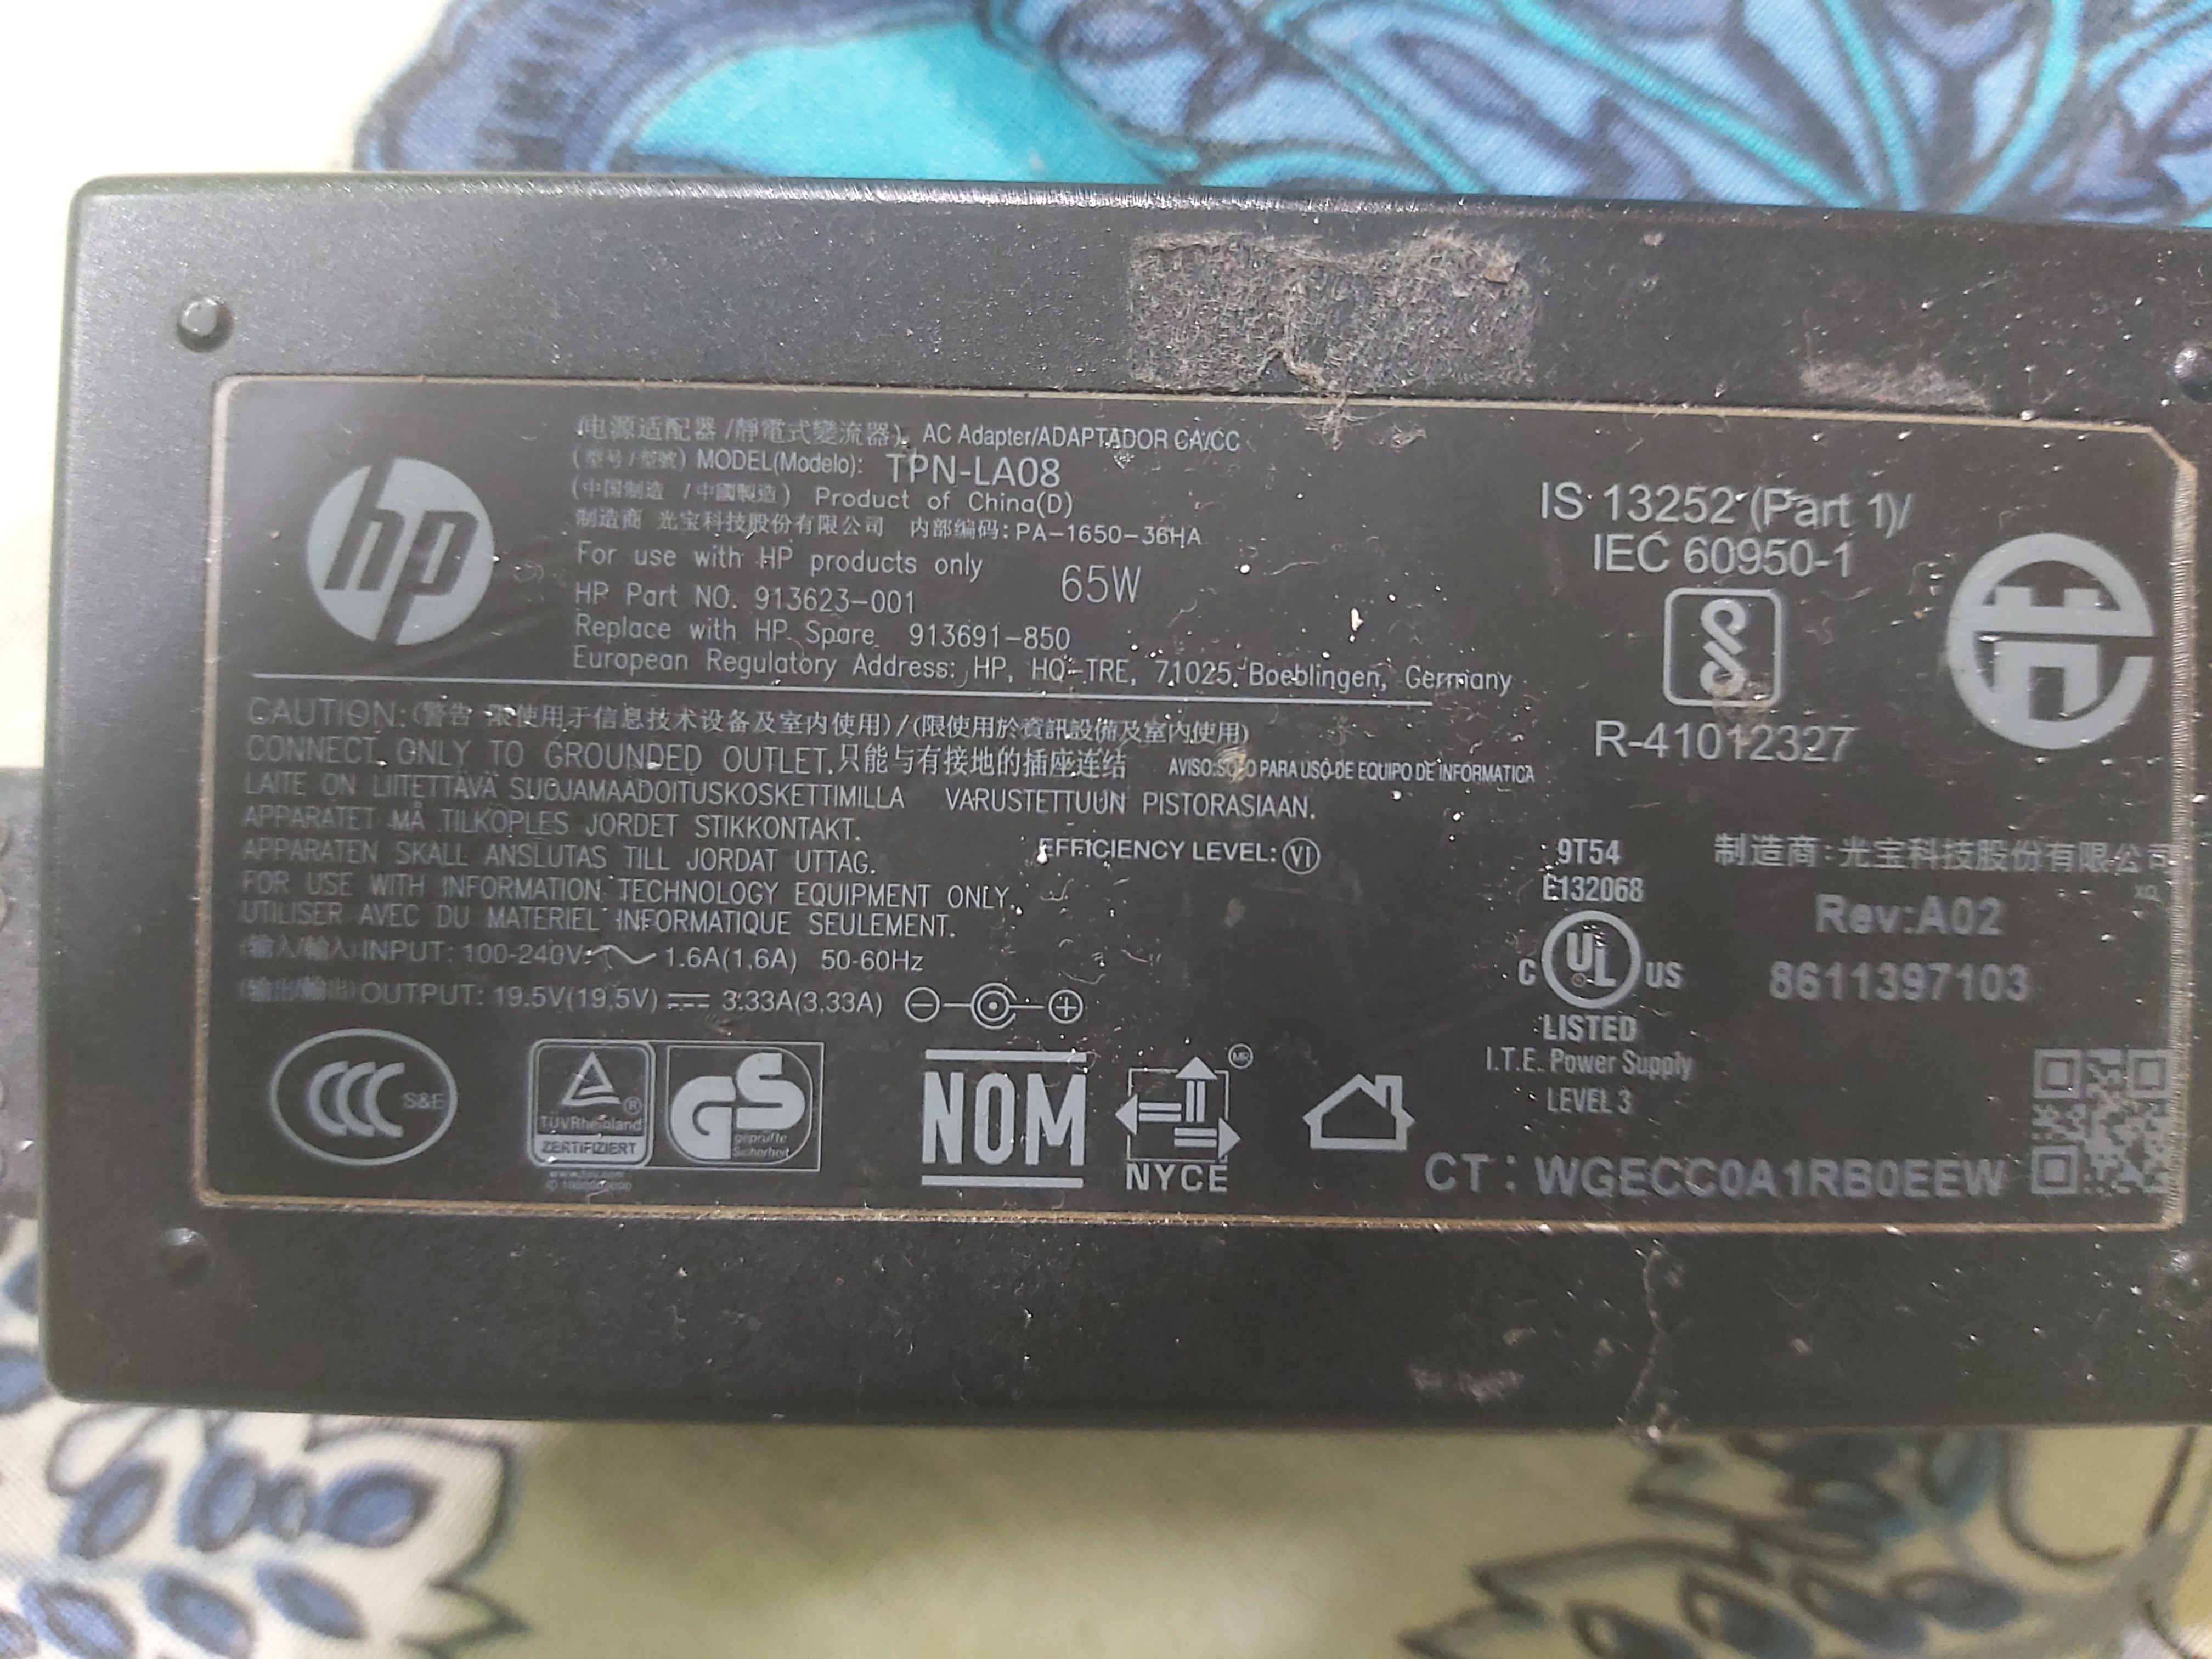 hp
(电源适配器/靜電式變流器) AC Adapter/ADAPTADOR CA/CC
(型号/型號) MODEL(Modelo): TPN-LA08
(中国制造 /中國製造) Product of China(D)
制造商 光宝科技股份有限公司 内部编码:PA-1650-36HA
For use with HP products only 65W
HP Part NO. 913623-001
Replace with HP Spare 913691-850
European Regulatory Address: HP, HQ-TRE, 71025 Boeblingen, Germany
IS 13252 (Part 1)/
IEC 60950-1
R-41012327
CAUTION:(警告 限使用于信息技术设备及室内使用)/(限使用於資訊設備及室內使用)
CONNECT ONLY TO GROUNDED OUTLET.只能与有接地的插座连结 AVISO:SOLO PARA USO DE EQUIPO DE INFORMATICA
LAITE ON LIITETTÄVÄ SUOJAMAADOITUSKOSKETTIMILLA VARUSTETTUUN PISTORASIAAN.
APPARATET MÅ TILKOPLES JORDET STIKKONTAKT.
APPARATEN SKALL ANSLUTAS TILL JORDAT UTTAG. EFFICIENCY LEVEL: VI
FOR USE WITH INFORMATION TECHNOLOGY EQUIPMENT ONLY.
UTILISER AVEC DU MATERIEL INFORMATIQUE SEULEMENT.
(输入/輸入)INPUT: 100-240V~ 1.6A(1,6A) 50-60Hz
(输出/輸出)OUTPUT: 19.5V(19,5V) ⎓ 3.33A(3,33A) − +
9T54
E132068
C UL US
LISTED
I.T.E. Power Supply
LEVEL 3
制造商:光宝科技股份有限公司
XQ
Rev:A02
8611397103
CCC S&E
TÜVRheinland ®
ZERTIFIZIERT
www.tuv.com
GS
geprüfte
Sicherheit
NOM
MR
NYCE
CT: WGECC0A1RB0EEW